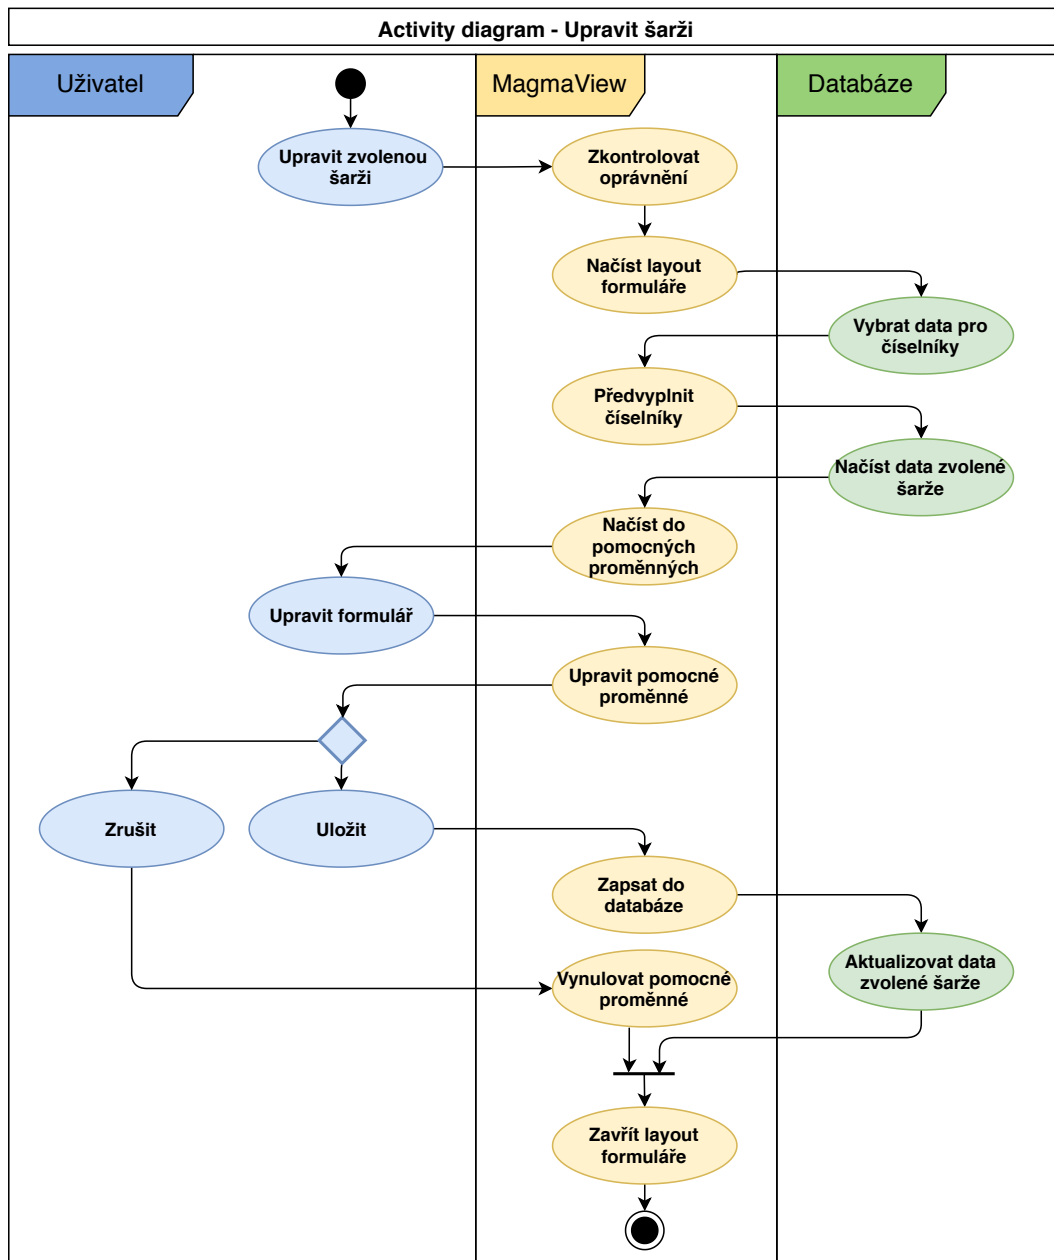 Activity diagram - Upravit šarži
Uživatel
MagmaView
Databáze
Upravit zvolenou
šarži
Zkontrolovat
oprávnění
Načíst layout
formuláře
Vybrat data pro
číselníky
Předvyplnit
číselníky
Načíst data zvolené
šarže
Načíst do
pomocných
proměnných
Upravit formulář
Upravit pomocné
proměnné
Zrušit
Uložit
Zapsat do
databáze
Aktualizovat data
zvolené šarže
Vynulovat pomocné
proměnné
Zavřít layout
formuláře